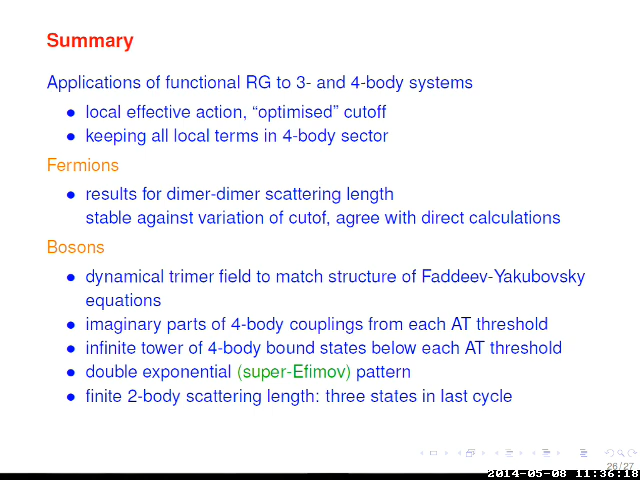 Summary
Applications of functional RG to 3- and 4-body systems
• local effective action, “optimised” cutoff
• keeping all local terms in 4-body sector
Fermions
• results for dimer-dimer scattering length
stable against variation of cutof, agree with direct calculations
Bosons
• dynamical trimer field to match structure of Faddeev-Yakubovsky
equations
• imaginary parts of 4-body couplings from each AT threshold
• infinite tower of 4-body bound states below each AT threshold
• double exponential (super-Efimov) pattern
• finite 2-body scattering length: three states in last cycle
26/27
2014-05-08 11:36:18